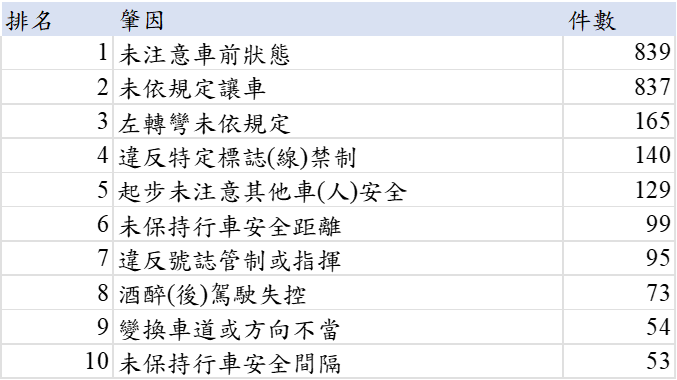 排名 肇因 件數
1 未注意車前狀態 839
2 未依規定讓車 837
3 左轉彎未依規定 165
4 違反特定標誌(線)禁制 140
5 起步未注意其他車(人)安全 129
6 未保持行車安全距離 99
7 違反號誌管制或指揮 95
8 酒醉(後)駕駛失控 73
9 變換車道或方向不當 54
10 未保持行車安全間隔 53